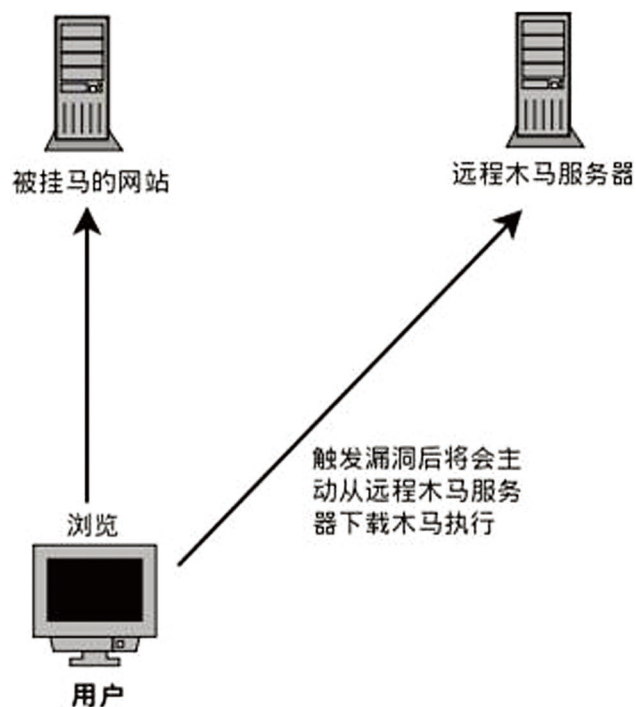 被挂马的网站
远程木马服务器
触发漏洞后将会主
动从远程木马服务
器下载木马执行
浏览
用户